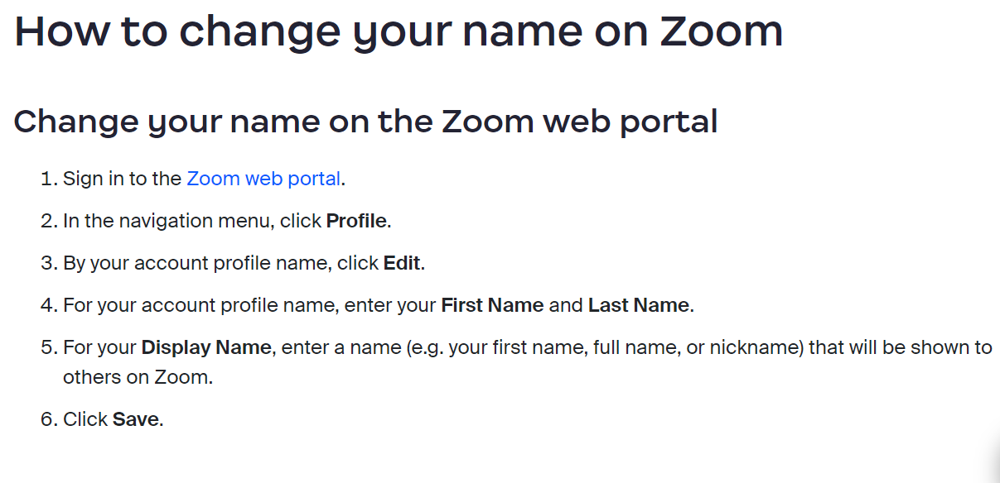 How to change your name on Zoom
Change your name on the Zoom web portal
1. Sign in to the Zoom web portal.
2. In the navigation menu, click Profile.
3. By your account profile name, click Edit.
4. For your account profile name, enter your First Name and Last Name.
5. For your Display Name, enter a name (e.g. your first name, full name, or nickname) that will be shown to
others on Zoom.
6. Click Save.